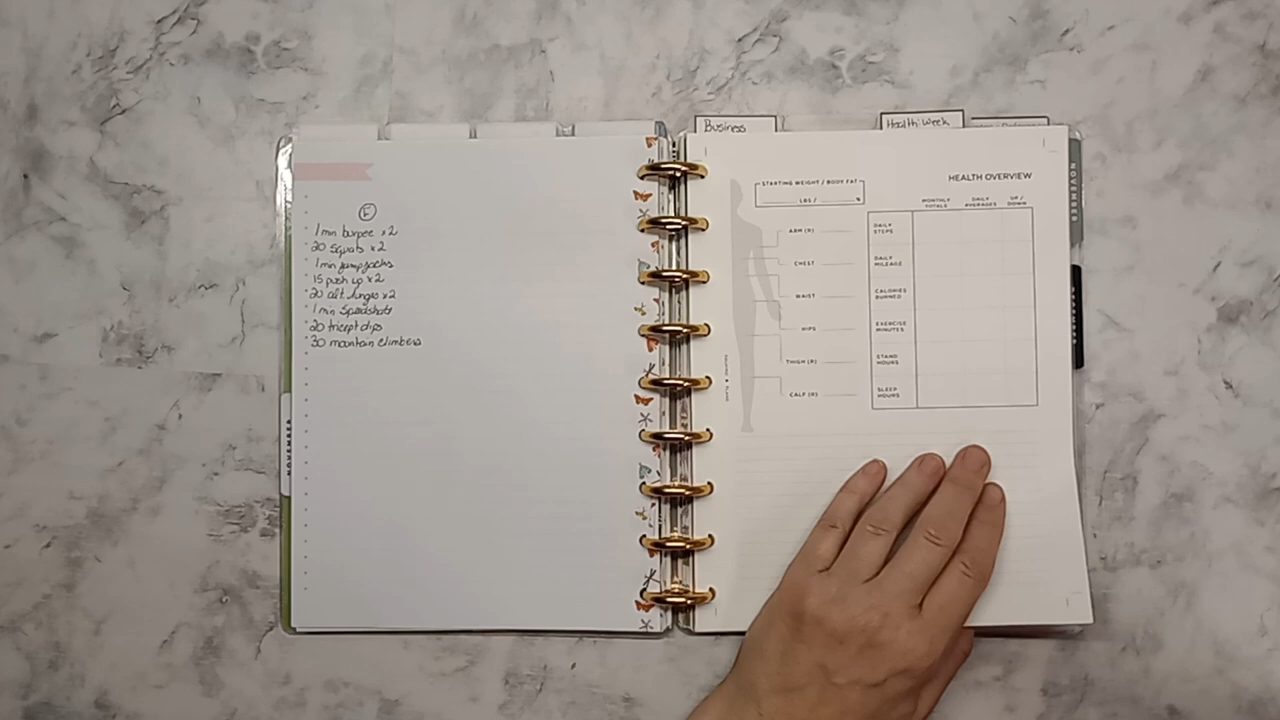 Business
Health: Week
NOVEMBER
NOVEMBER
F
1 min burpee x2
20 squats x2
1 min jump jacks
15 push up x2
20 alt. lunges x2
1 min speedshots
20 tricept dips
30 mountain climbers
HEALTH OVERVIEW
STARTING WEIGHT / BODY FAT
LBS / %
ARM (R)
CHEST
WAIST
HIPS
THIGH (R)
CALF (R)
MONTHLY TOTALS
DAILY AVERAGES
UP / DOWN
DAILY STEPS
DAILY MILEAGE
CALORIES BURNED
EXERCISE MINUTES
STAND HOURS
SLEEP HOURS